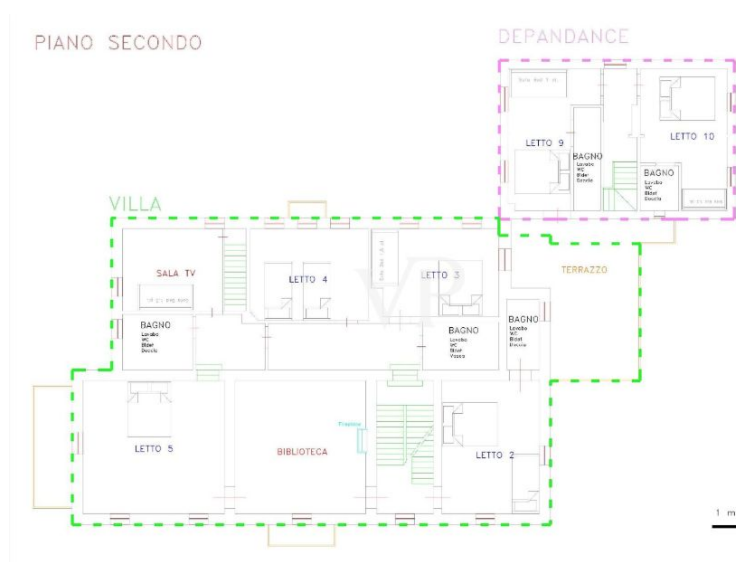 PIANO SECONDO
DEPANDANCE
LETTO 9
LETTO 10
BAGNO
Lavabo
WC
Bidet
Doccia
BAGNO
Lavabo
WC
Bidet
Doccia
VILLA
SALA TV
LETTO 4
LETTO 3
TERRAZZO
BAGNO
Lavabo
WC
Bidet
Doccia
BAGNO
Lavabo
WC
Bidet
Vasca
BAGNO
Lavabo
WC
Bidet
Doccia
LETTO 5
BIBLIOTECA
LETTO 2
1 m
VP